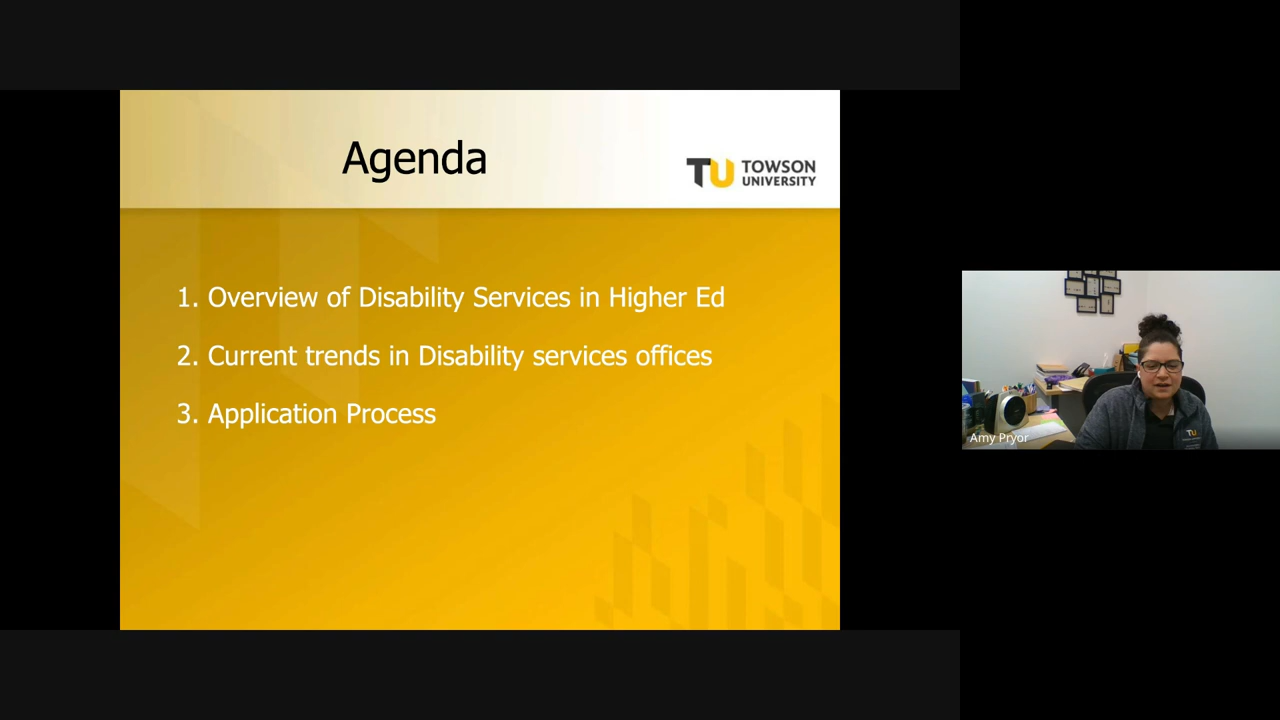 Agenda
TU TOWSON
UNIVERSITY
1. Overview of Disability Services in Higher Ed
2. Current trends in Disability services offices
3. Application Process
TU
Amy Pryor